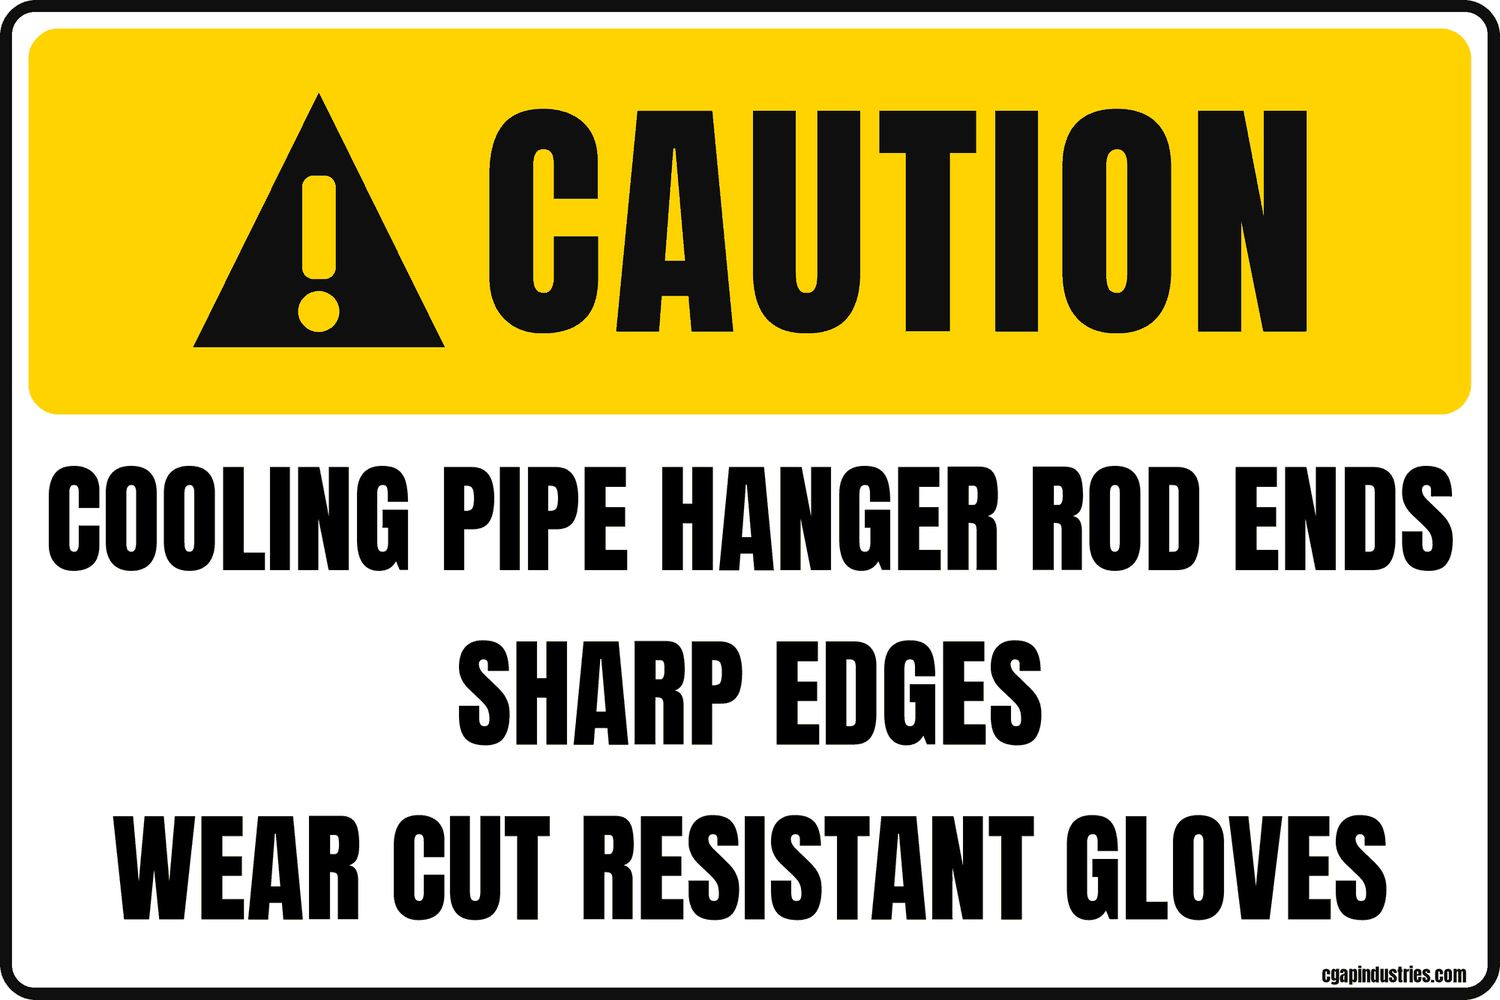 CAUTION
COOLING PIPE HANGER ROD ENDS
SHARP EDGES
WEAR CUT RESISTANT GLOVES
cgapindustries.com